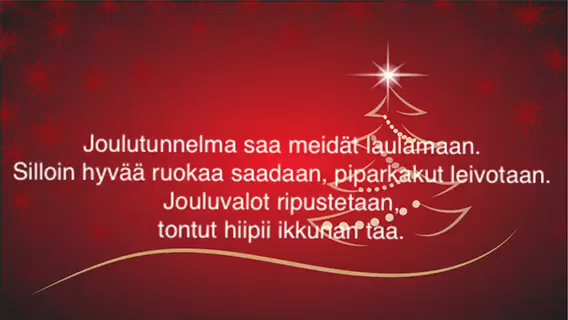 Joulutunnelma saa meidät laulamaan.
Silloin hyvää ruokaa saadaan, piparkakut leivotaan.
Jouluvalot ripustetaan,
tontut hiipii ikkunan taa.